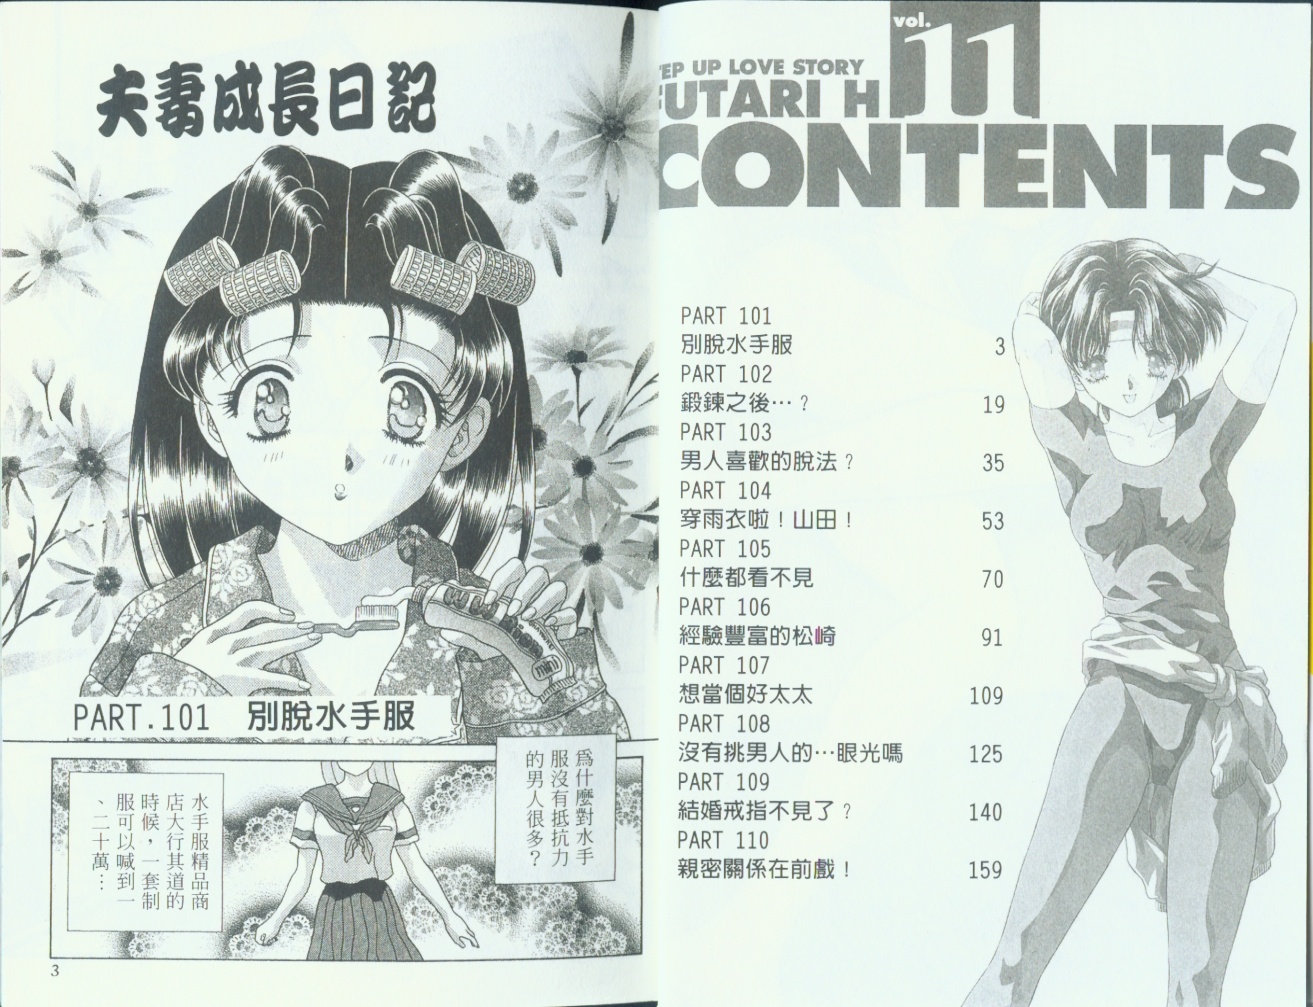 vol.
11
TEP UP LOVE STORY
FUTARI H
CONTENTS
PART 101
別脫水手服 3
PART 102
鍛鍊之後…？ 19
PART 103
男人喜歡的脫法？ 35
PART 104
穿雨衣啦！山田！ 53
PART 105
什麼都看不見 70
PART 106
經驗豐富的松崎 91
PART 107
想當個好太太 109
PART 108
沒有挑男人的…眼光嗎 125
PART 109
結婚戒指不見了？ 140
PART 110
親密關係在前戲！ 159
夫妻成長日記
PART.101 別脫水手服
為什麼對水手
服沒有抵抗力
的男人很多？
水手服精品商
店大行其道的
時候，一套制
服可以喊到一
、二十萬…
3